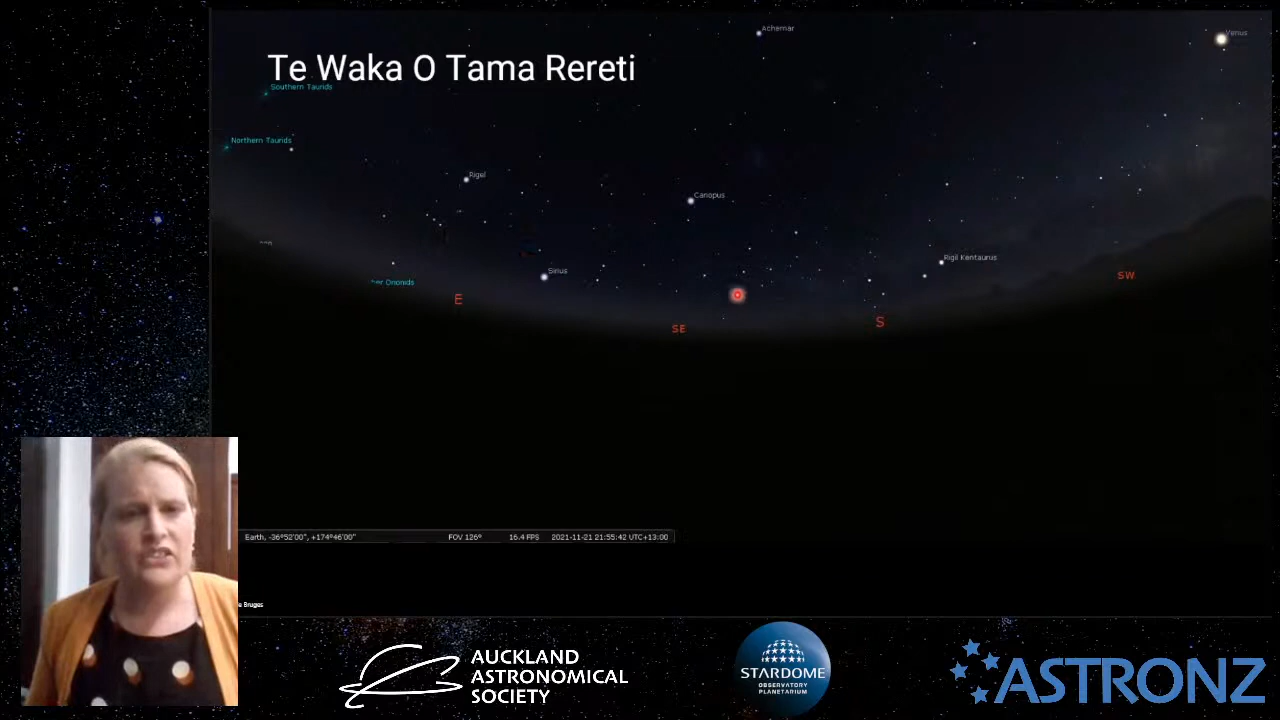 Achernar
Venus
Te Waka O Tama Rereti
Southern Taurids
Northern Taurids
Rigel
Canopus
Rigil Kentaurus
Sirius
SW
Orionids
E
SE
S
Earth, -36°52'00", +174°46'00"
FOV 126°
16.4 FPS
2021-11-21 21:55:42 UTC+13:00
Bruges
AUCKLAND
ASTRONOMICAL
SOCIETY
STARDOME
OBSERVATORY
PLANETARIUM
ASTRONZ